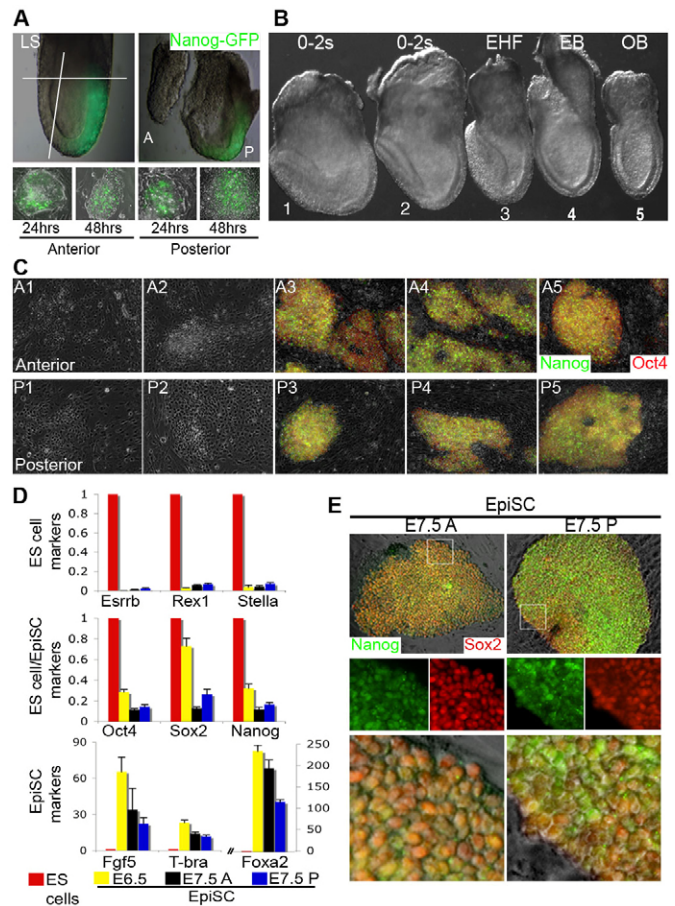 A
LS
Nanog-GFP
A
P
24hrs
48hrs
24hrs
48hrs
Anterior
Posterior
B
0-2s
0-2s
EHF
EB
OB
1
2
3
4
5
C
A1
A2
A3
A4
A5
Anterior
Nanog
Oct4
P1
P2
P3
P4
P5
Posterior
D
ES cell
markers
1
0.8
0.6
0.4
0.2
0
Esrrb
Rex1
Stella
ES cell/EpiSC
markers
1
0.8
0.6
0.4
0.2
0
Oct4
Sox2
Nanog
EpiSC
markers
90
60
30
0
250
200
150
100
50
0
Fgf5
T-bra
//
Foxa2
ES
cells
E6.5
E7.5 A
E7.5 P
EpiSC
E
EpiSC
E7.5 A
E7.5 P
Nanog
Sox2